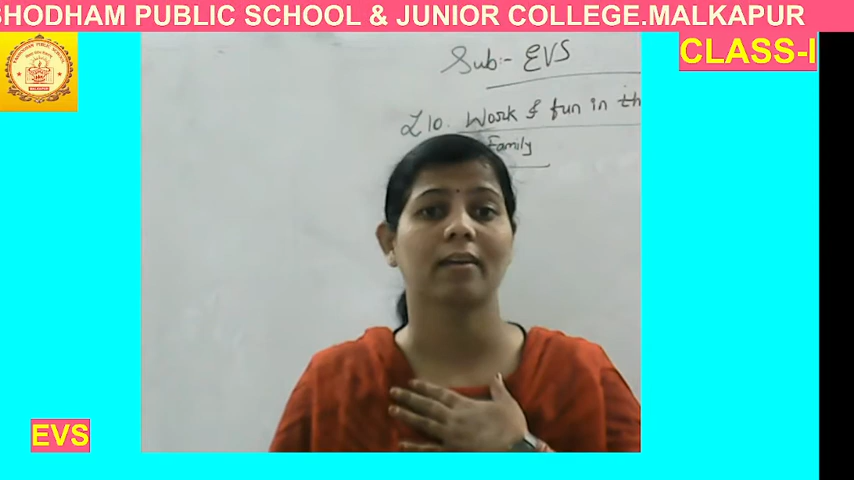 SHODHAM PUBLIC SCHOOL & JUNIOR COLLEGE.MALKAPUR
CLASS-I
Sub:- EVS
L10. Work & fun in th
Family
EVS